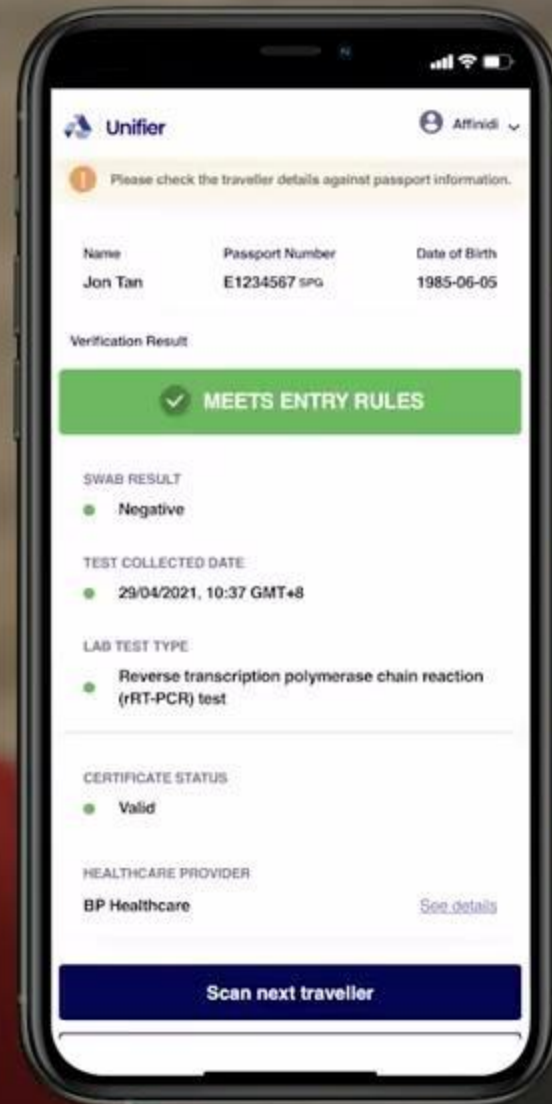 Unifier
Affinidi
Please check the traveller details against passport information.
Name Passport Number Date of Birth
Jon Tan E1234567 SPG 1985-06-05
Verification Result
MEETS ENTRY RULES
SWAB RESULT
Negative
TEST COLLECTED DATE
29/04/2021, 10:37 GMT+8
LAB TEST TYPE
Reverse transcription polymerase chain reaction
(rRT-PCR) test
CERTIFICATE STATUS
Valid
HEALTHCARE PROVIDER
BP Healthcare See details
Scan next traveller